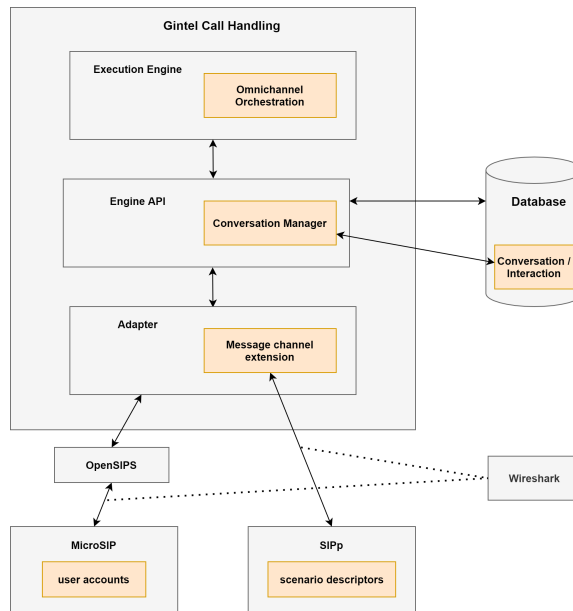 Gintel Call Handling
Execution Engine
Omnichannel
Orchestration
Engine API
Conversation Manager
Database
Conversation /
Interaction
Adapter
Message channel
extension
OpenSIPS
Wireshark
MicroSIP
user accounts
SIPp
scenario descriptors